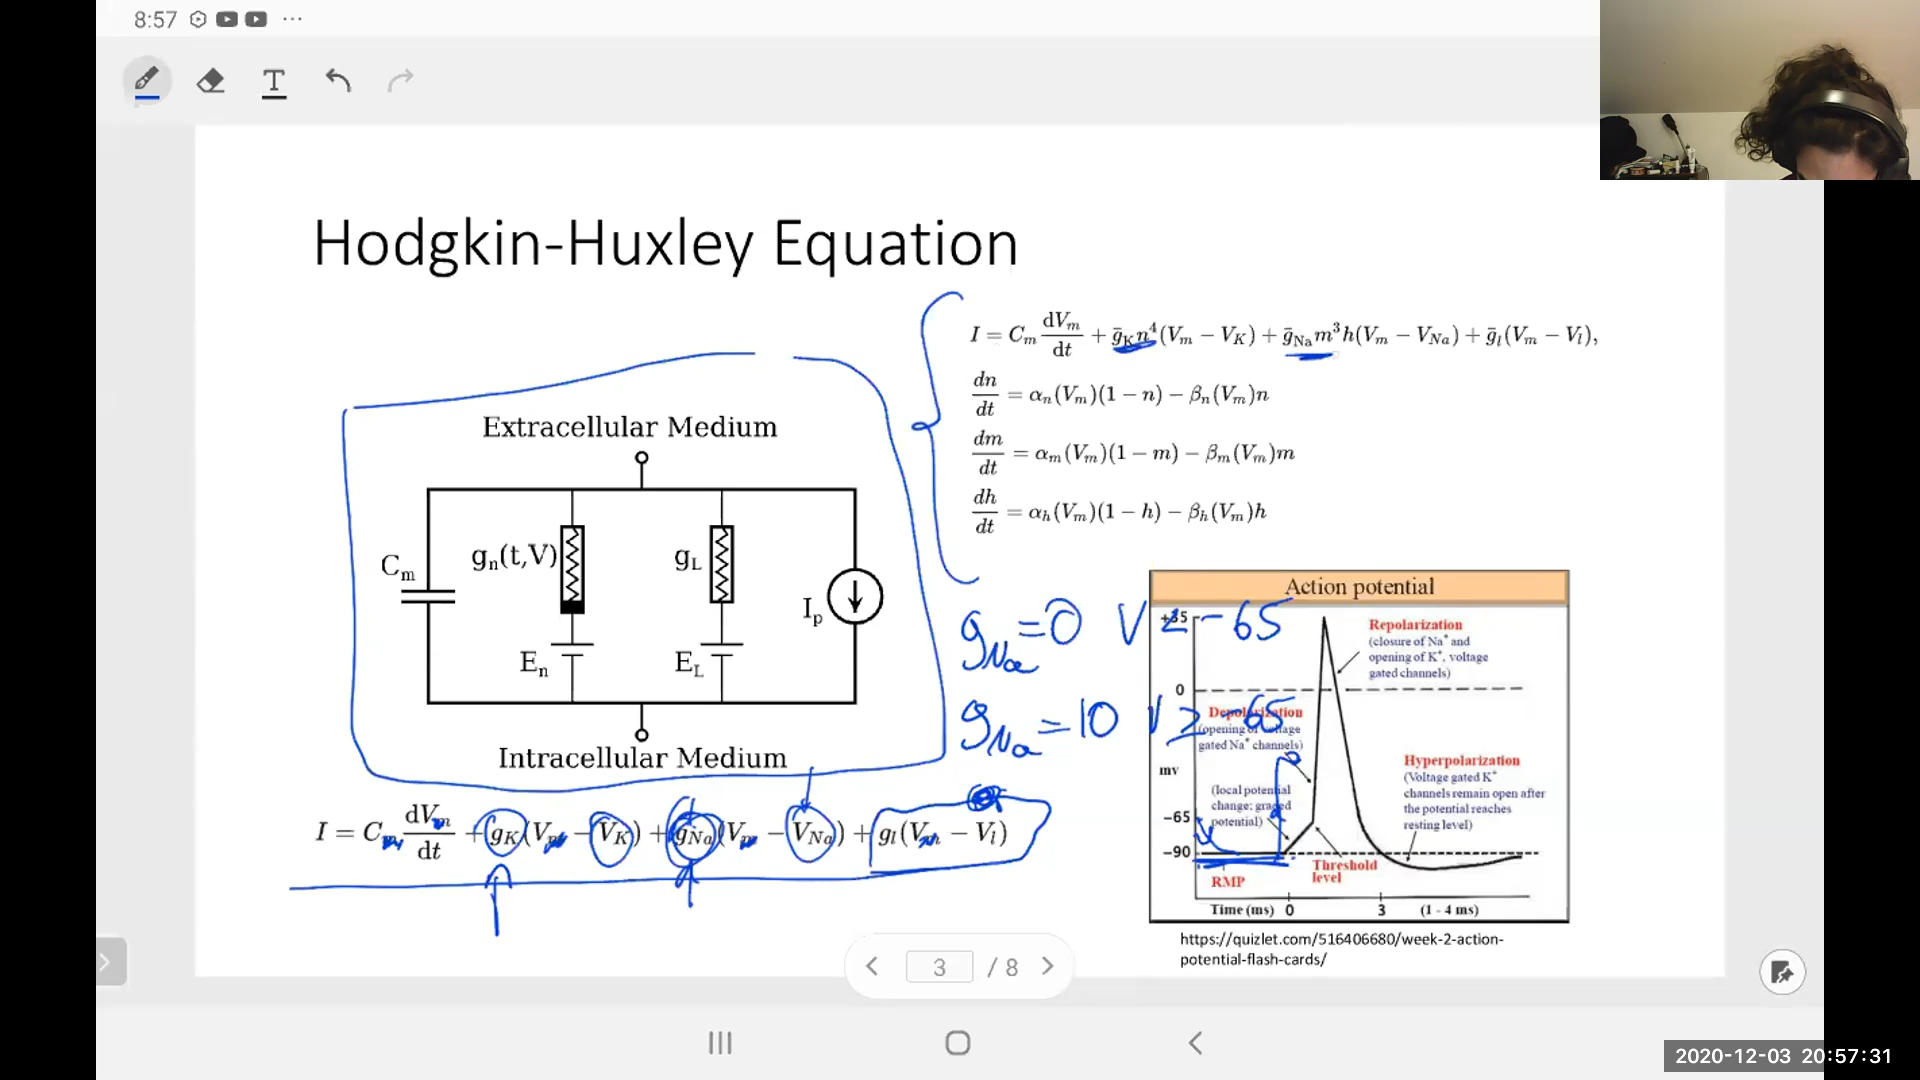 8:57
T
Hodgkin-Huxley Equation
I = C_m dV_m/dt + ḡ_K n⁴(V_m − V_K) + ḡ_Na m³h(V_m − V_Na) + ḡ_l(V_m − V_l),
dn/dt = α_n(V_m)(1 − n) − β_n(V_m)n
dm/dt = α_m(V_m)(1 − m) − β_m(V_m)m
dh/dt = α_h(V_m)(1 − h) − β_h(V_m)h
Extracellular Medium
C_m
g_n(t,V)
g_L
I_p
E_n
E_L
Intracellular Medium
I = C_m dV_m/dt + g_K(V_m − V_K) + g_Na(V_m − V_Na) + g_l(V_m − V_l)
g_Na = 0 V ≤ −65
g_Na = 10 V ≥ −65
Action potential
+35
Repolarization
(closure of Na⁺ and
opening of K⁺, voltage
gated channels)
0
Depolarization
(opening of voltage
gated Na⁺ channels)
mv
(local potential
change; graded
potential)
−65
−90
Hyperpolarization
(Voltage gated K⁺
channels remain open after
the potential reaches
resting level)
Threshold
level
RMP
Time (ms) 0 3 (1 - 4 ms)
https://quizlet.com/516406680/week-2-action-
potential-flash-cards/
3 / 8
2020-12-03 20:57:31